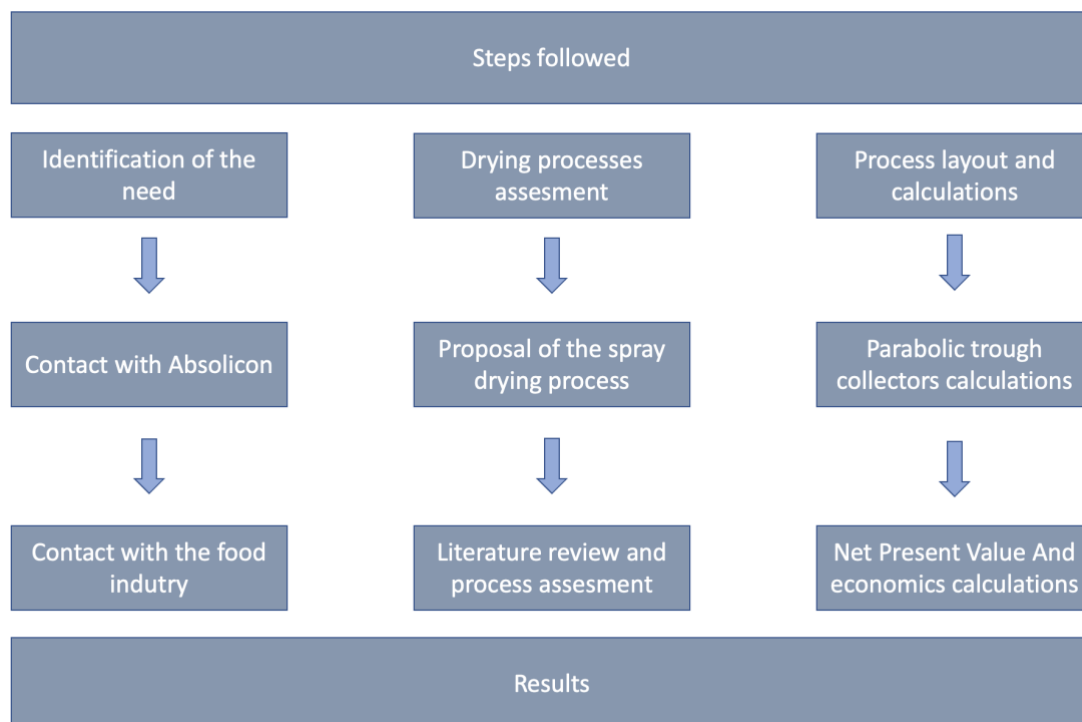 Steps followed
Identification of the
need
Drying processes
assesment
Process layout and
calculations
Contact with Absolicon
Proposal of the spray
drying process
Parabolic trough
collectors calculations
Contact with the food
indutry
Literature review and
process assesment
Net Present Value And
economics calculations
Results